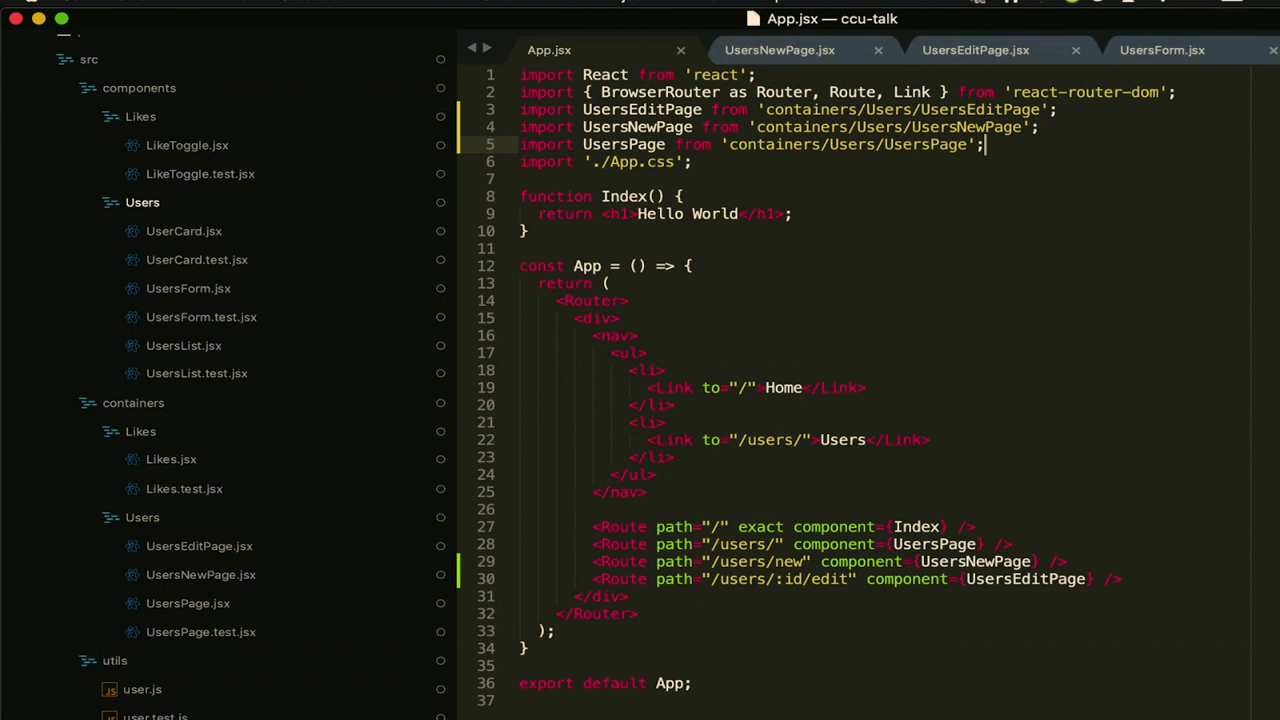 App.jsx — ccu-talk
src
components
Likes
LikeToggle.jsx
LikeToggle.test.jsx
Users
UserCard.jsx
UserCard.test.jsx
UsersForm.jsx
UsersForm.test.jsx
UsersList.jsx
UsersList.test.jsx
containers
Likes
Likes.jsx
Likes.test.jsx
Users
UsersEditPage.jsx
UsersNewPage.jsx
UsersPage.jsx
UsersPage.test.jsx
utils
JS user.js
user.test.js
App.jsx × UsersNewPage.jsx × UsersEditPage.jsx × UsersForm.jsx ×
1 import React from 'react';
2 import { BrowserRouter as Router, Route, Link } from 'react-router-dom';
3 import UsersEditPage from 'containers/Users/UsersEditPage';
4 import UsersNewPage from 'containers/Users/UsersNewPage';
5 import UsersPage from 'containers/Users/UsersPage';
6 import './App.css';
7
8 function Index() {
9 return <h1>Hello World</h1>;
10 }
11
12 const App = () => {
13 return (
14 <Router>
15 <div>
16 <nav>
17 <ul>
18 <li>
19 <Link to="/">Home</Link>
20 </li>
21 <li>
22 <Link to="/users/">Users</Link>
23 </li>
24 </ul>
25 </nav>
26
27 <Route path="/" exact component={Index} />
28 <Route path="/users/" component={UsersPage} />
29 <Route path="/users/new" component={UsersNewPage} />
30 <Route path="/users/:id/edit" component={UsersEditPage} />
31 </div>
32 </Router>
33 );
34 }
35
36 export default App;
37